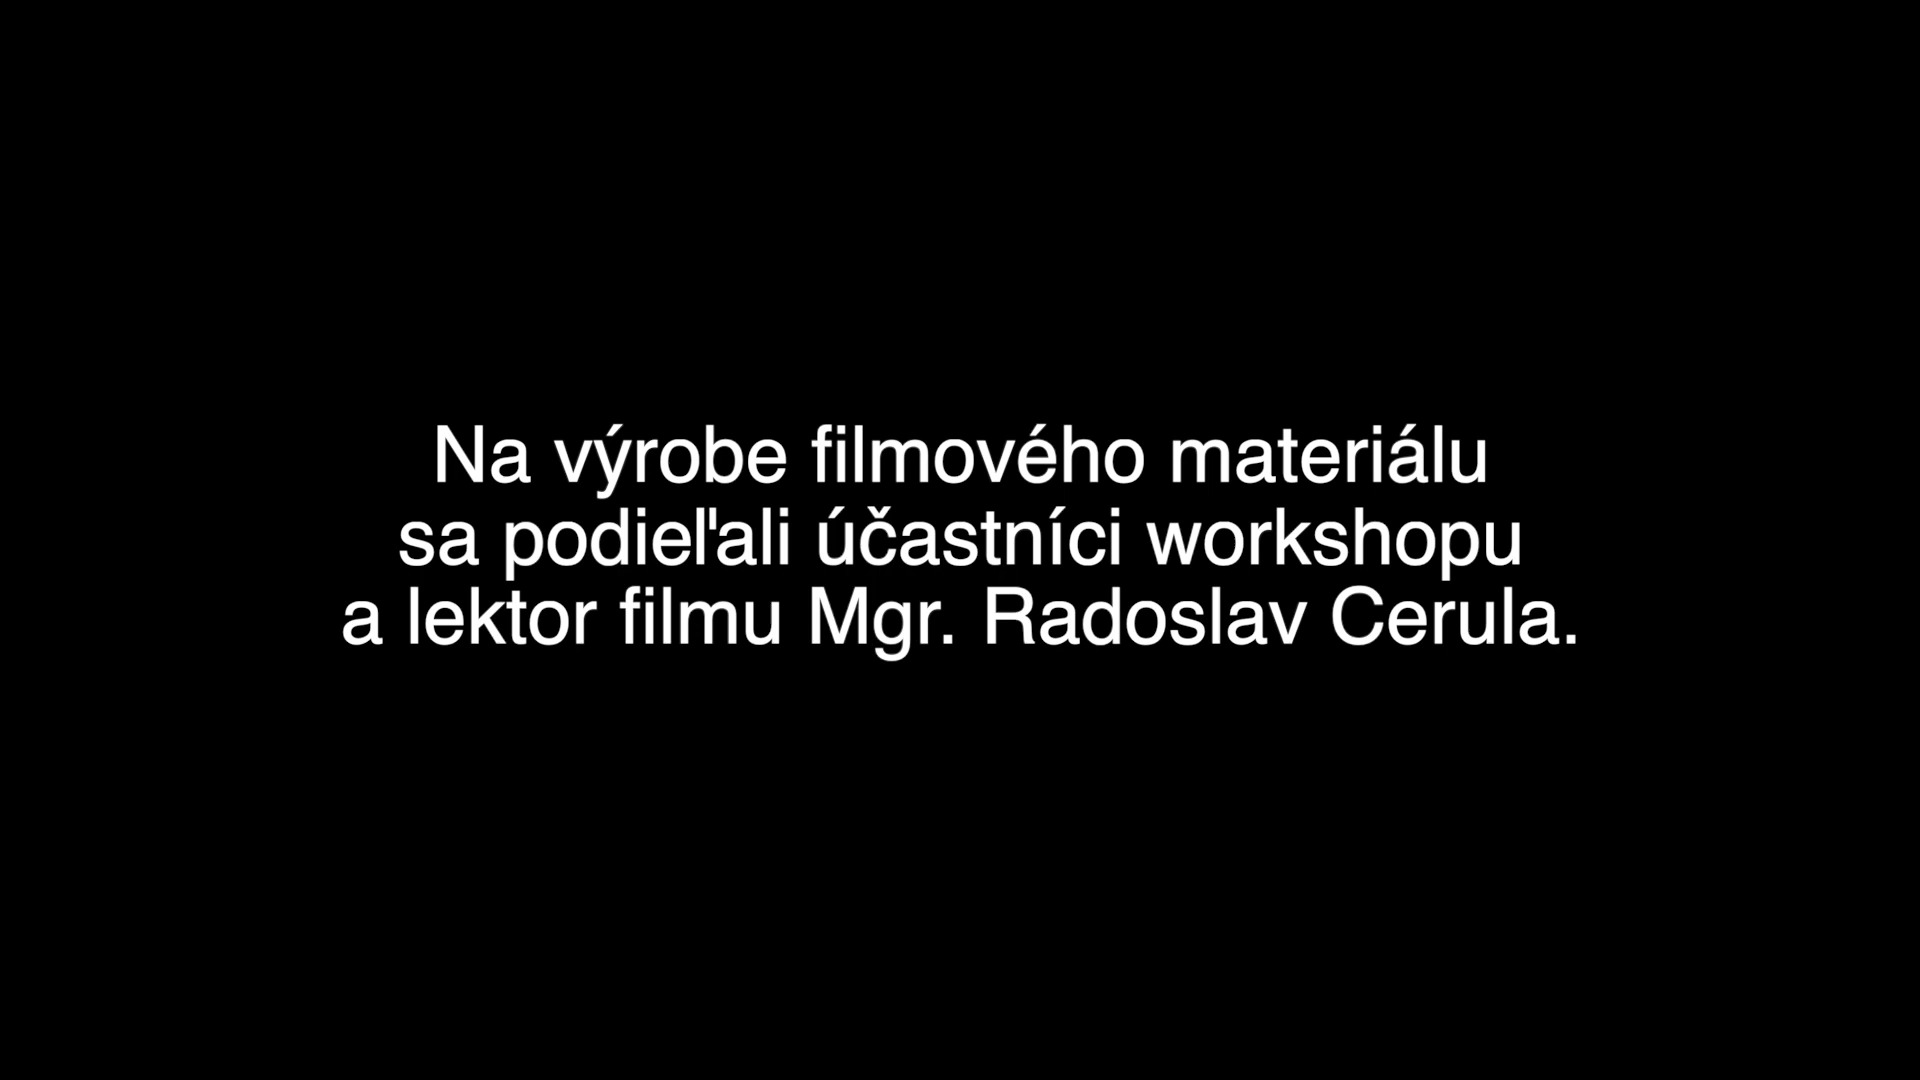 Na výrobe filmového materiálu
sa podieľali účastníci workshopu
a lektor filmu Mgr. Radoslav Cerula.